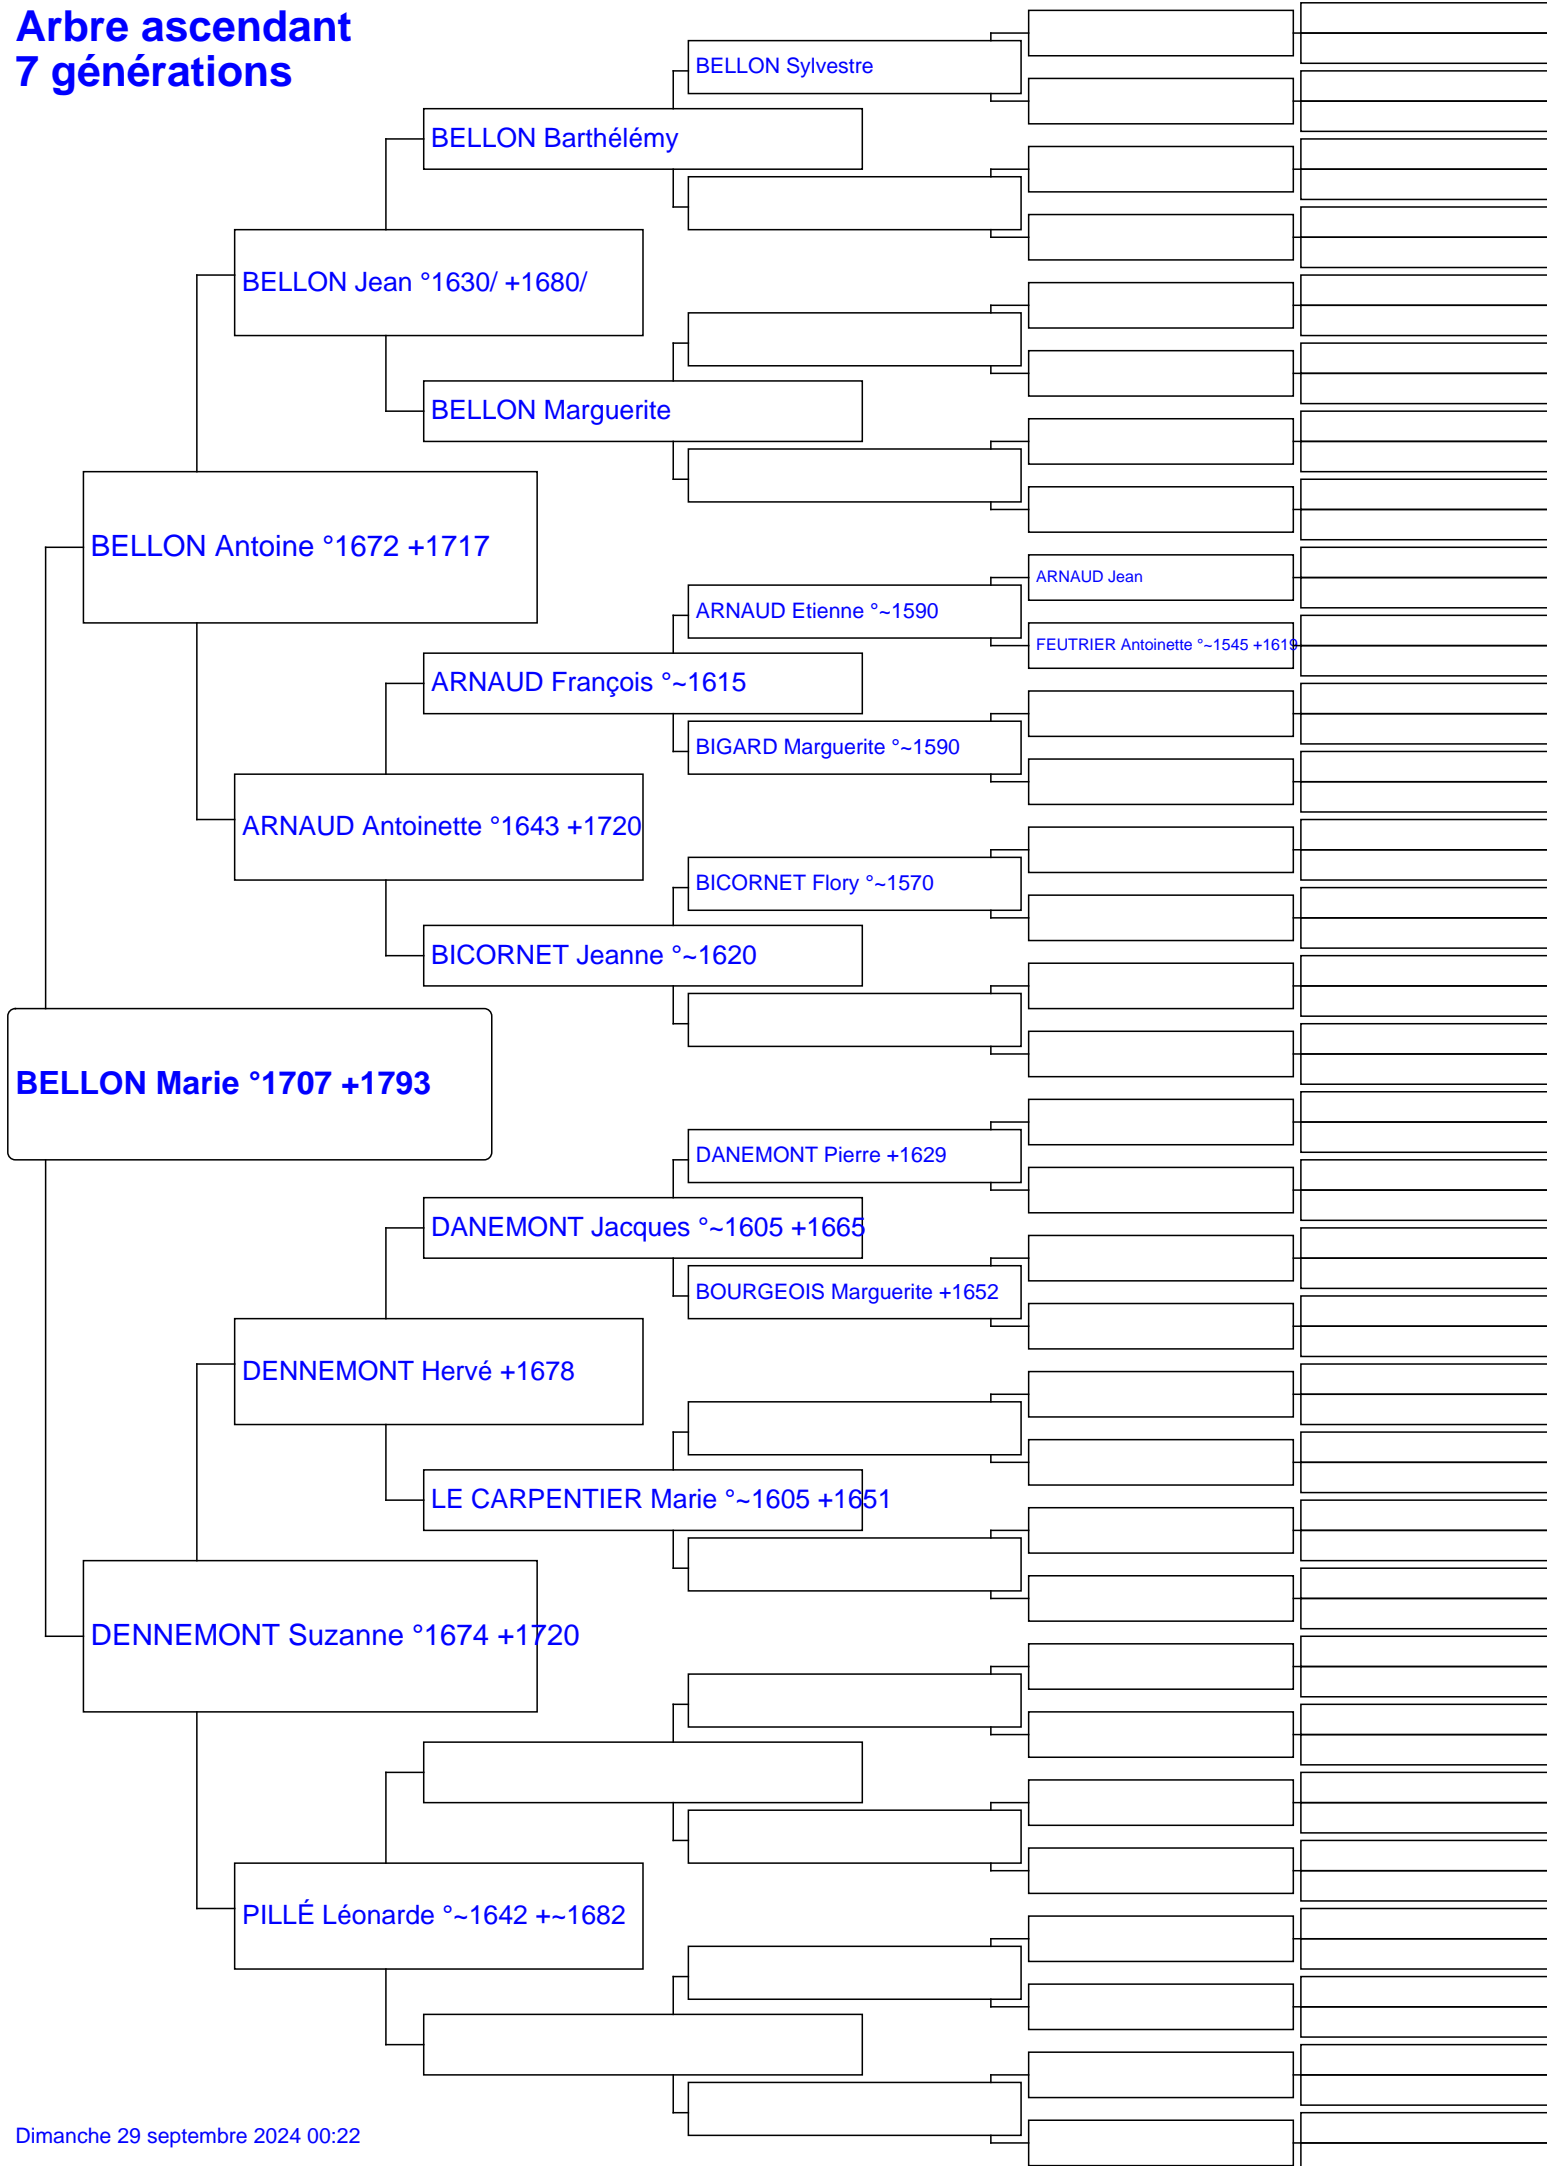 Arbre ascendant
7 générations
BELLON Sylvestre
BELLON Barthélémy
BELLON Jean °1630/ +1680/
BELLON Marguerite
BELLON Antoine °1672 +1717
ARNAUD Jean
ARNAUD Etienne °~1590
FEUTRIER Antoinette °~1545 +1619
ARNAUD François °~1615
BIGARD Marguerite °~1590
ARNAUD Antoinette °1643 +1720
BICORNET Flory °~1570
BICORNET Jeanne °~1620
BELLON Marie °1707 +1793
DANEMONT Pierre +1629
DANEMONT Jacques °~1605 +1665
BOURGEOIS Marguerite +1652
DENNEMONT Hervé +1678
LE CARPENTIER Marie °~1605 +1651
DENNEMONT Suzanne °1674 +1720
PILLÉ Léonarde °~1642 +~1682
Dimanche 29 septembre 2024 00:22